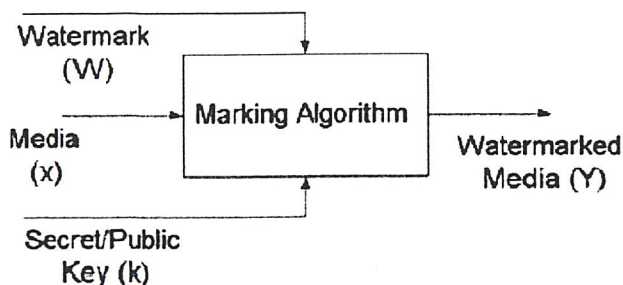 Watermark
(W)
Marking Algorithm
Media
(x)
Watermarked
Media (Y)
Secret/Public
Key (k)